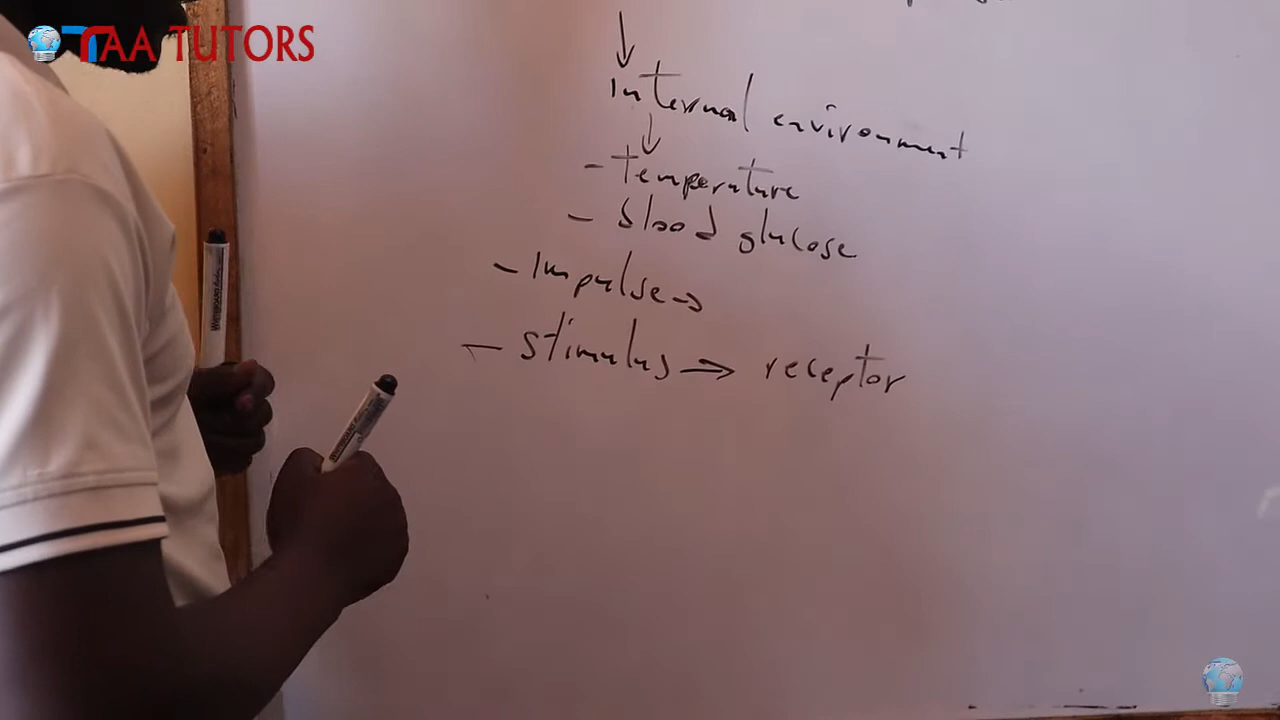 TAA TUTORS
↓
Internal environment
↓
- temperature
- blood glucose
- Impulse →
- stimulus ⇒ receptor